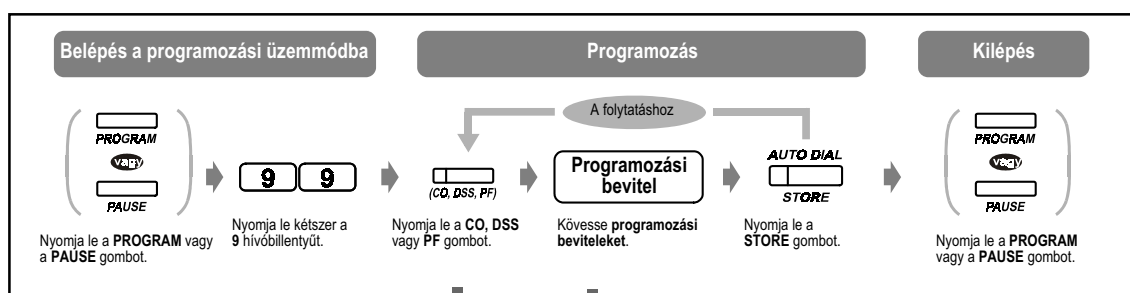 Belépés a programozási üzemmódba
Programozás
Kilépés
A folytatáshoz
PROGRAM
vagy
PAUSE
9 9
(CO, DSS, PF)
Programozási
bevitel
AUTO DIAL
STORE
PROGRAM
vagy
PAUSE
Nyomja le a PROGRAM vagy
a PAUSE gombot.
Nyomja le kétszer a
9 hívóbillentyűt.
Nyomja le a CO, DSS
vagy PF gombot.
Kövesse programozási
beviteleket.
Nyomja le a
STORE gombot.
Nyomja le a PROGRAM
vagy a PAUSE gombot.